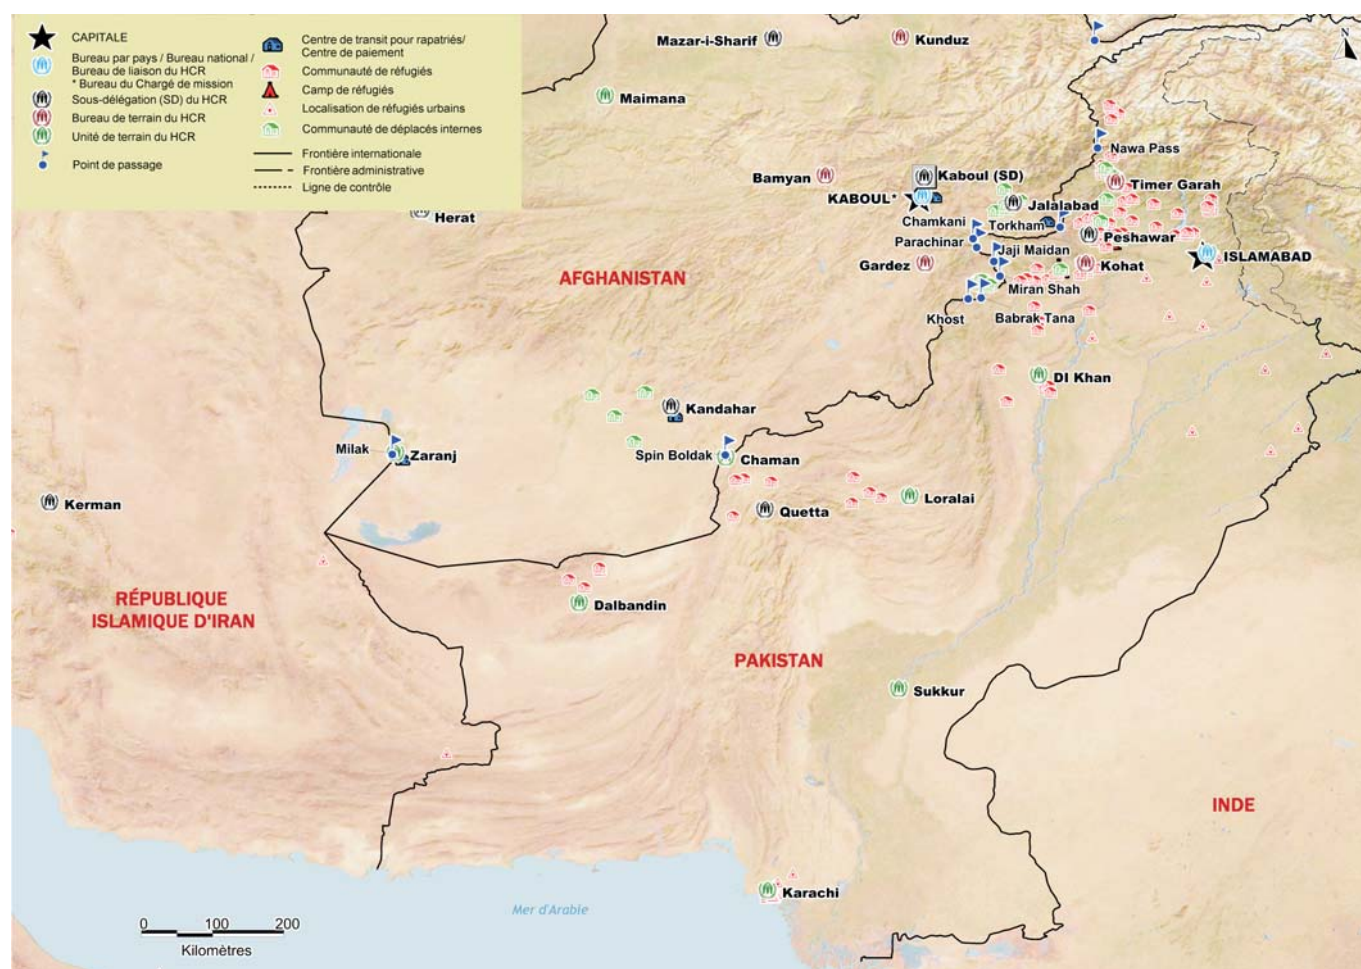 CAPITALE
Bureau par pays / Bureau national /
Bureau de liaison du HCR
* Bureau du Chargé de mission
Sous-délégation (SD) du HCR
Bureau de terrain du HCR
Unité de terrain du HCR
Point de passage
Centre de transit pour rapatriés/
Centre de paiement
Communauté de réfugiés
Camp de réfugiés
Localisation de réfugiés urbains
Communauté de déplacés internes
Frontière internationale
Frontière administrative
Ligne de contrôle
N
Mazar-i-Sharif
Kunduz
Maimana
Nawa Pass
Bamyan
Kaboul (SD)
Timer Garah
KABOUL*
Jalalabad
Herat
Chamkani
Torkham
Peshawar
Parachinar
Jaji Maidan
ISLAMABAD
Gardez
Kohat
AFGHANISTAN
Miran Shah
Khost
Babrak Tana
DI Khan
Kandahar
Milak
Zaranj
Spin Boldak
Chaman
Kerman
Loralai
Quetta
RÉPUBLIQUE
ISLAMIQUE D'IRAN
Dalbandin
PAKISTAN
Sukkur
INDE
Karachi
Mer d'Arabie
0 100 200
Kilomètres